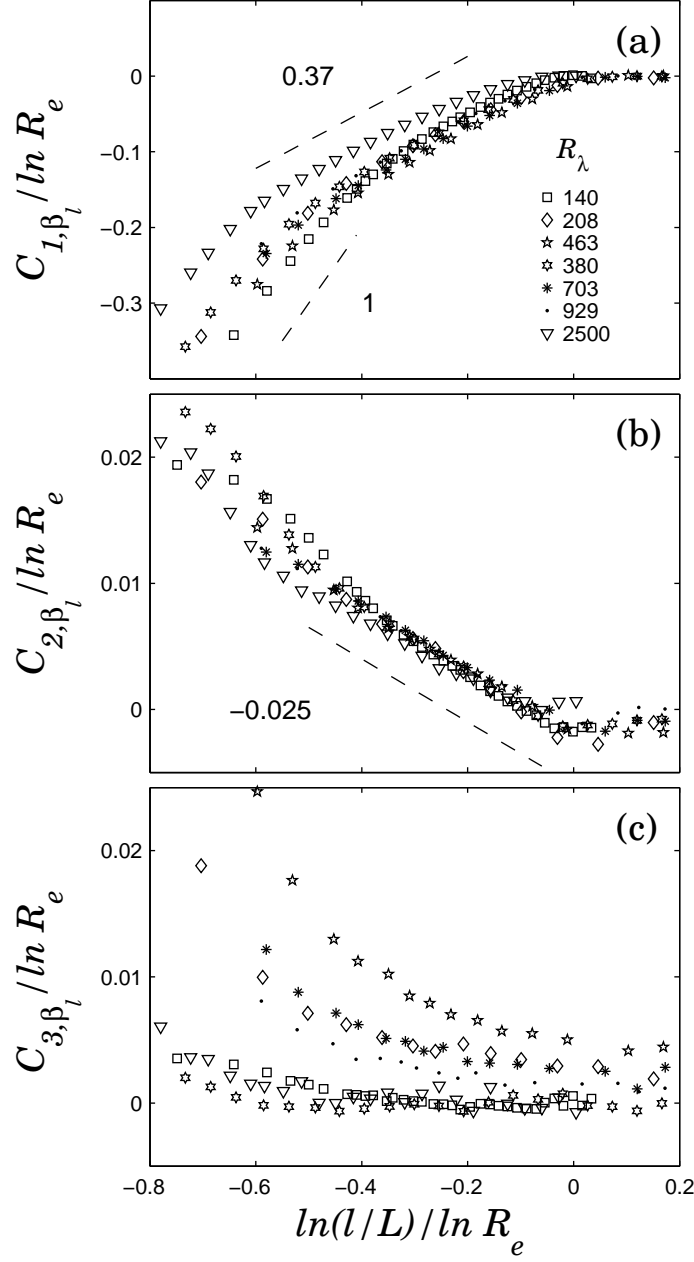 (a)
0.37
1
C_{1,β_l}/ln R_e
0
−0.1
−0.2
−0.3
R_λ
140
208
463
380
703
929
2500
(b)
−0.025
C_{2,β_l}/ln R_e
0.02
0.01
0
(c)
C_{3,β_l}/ln R_e
0.02
0.01
0
−0.8 −0.6 −0.4 −0.2 0 0.2
ln(l/L)/ln R_e